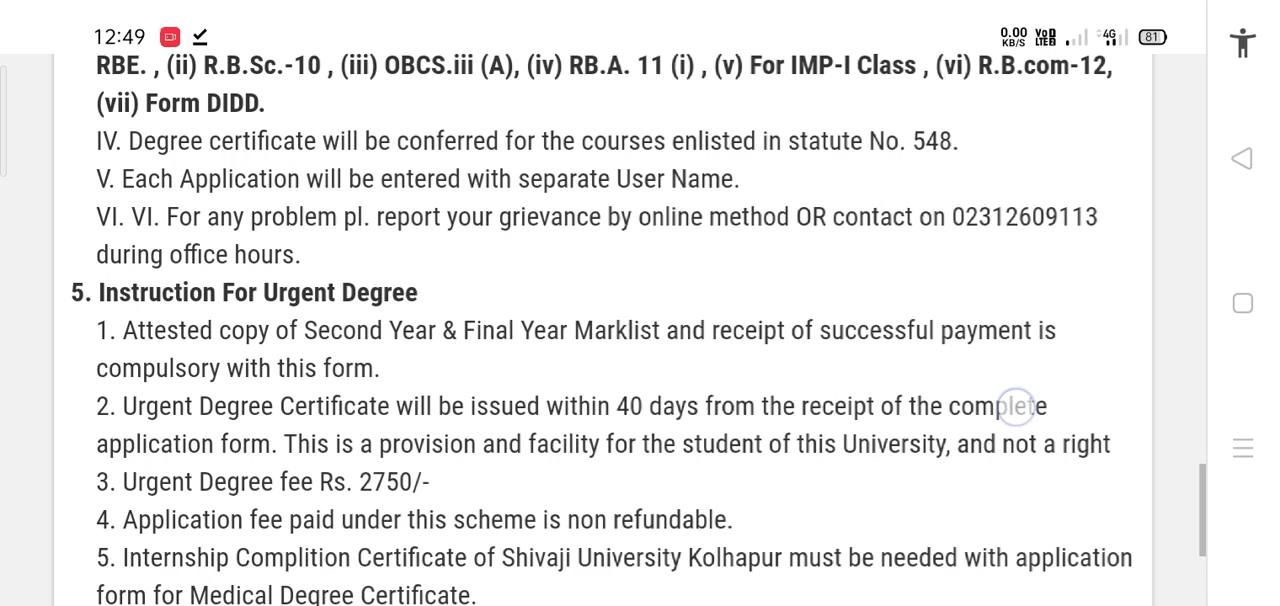 12:49 0.00 KB/S VoD LTE 4G 81
RBE. , (ii) R.B.Sc.-10 , (iii) OBCS.iii (A), (iv) RB.A. 11 (i) , (v) For IMP-I Class , (vi) R.B.com-12,
(vii) Form DIDD.
IV. Degree certificate will be conferred for the courses enlisted in statute No. 548.
V. Each Application will be entered with separate User Name.
VI. VI. For any problem pl. report your grievance by online method OR contact on 02312609113
during office hours.
5. Instruction For Urgent Degree
1. Attested copy of Second Year & Final Year Marklist and receipt of successful payment is
compulsory with this form.
2. Urgent Degree Certificate will be issued within 40 days from the receipt of the complete
application form. This is a provision and facility for the student of this University, and not a right
3. Urgent Degree fee Rs. 2750/-
4. Application fee paid under this scheme is non refundable.
5. Internship Complition Certificate of Shivaji University Kolhapur must be needed with application
form for Medical Degree Certificate.